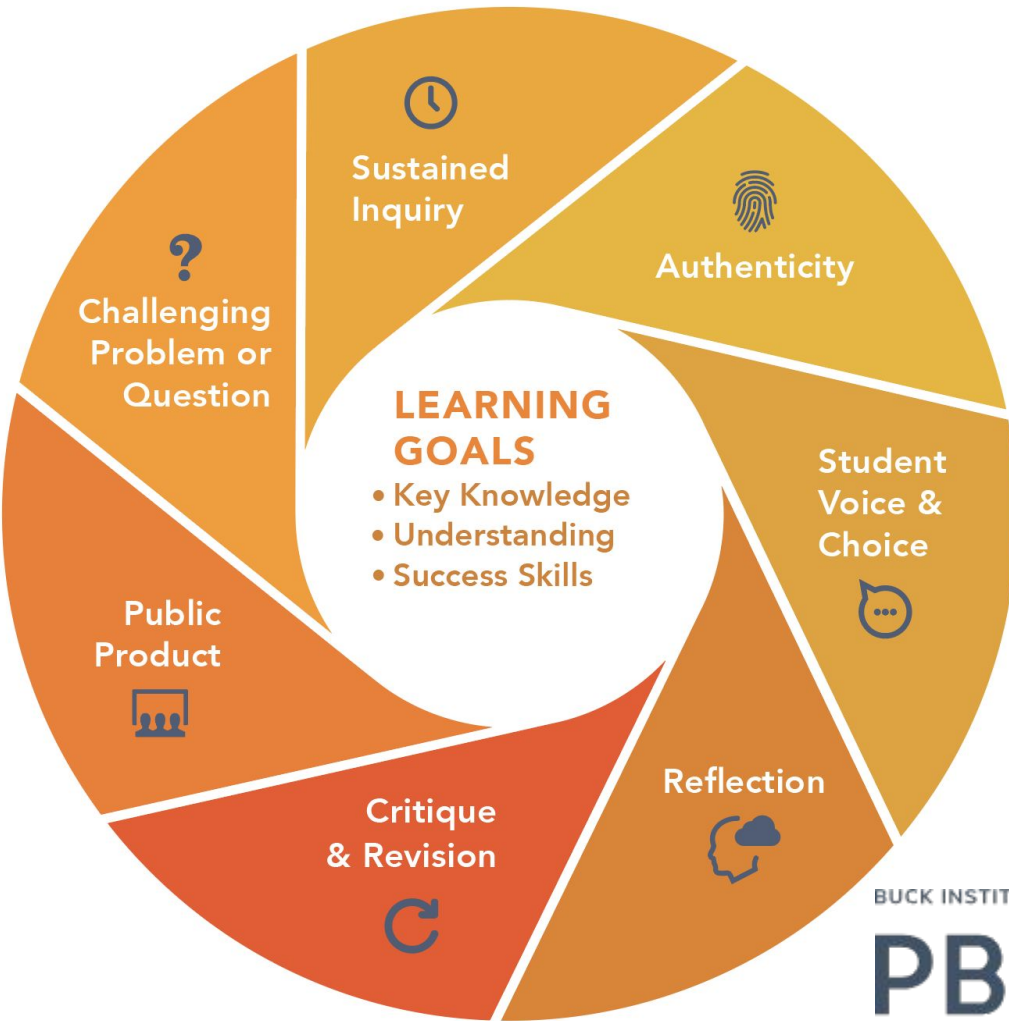 Sustained
Inquiry
Authenticity
?
Challenging
Problem or
Question
LEARNING
GOALS
• Key Knowledge
• Understanding
• Success Skills
Student
Voice &
Choice
Public
Product
Reflection
Critique
& Revision
BUCK INSTIT
PB